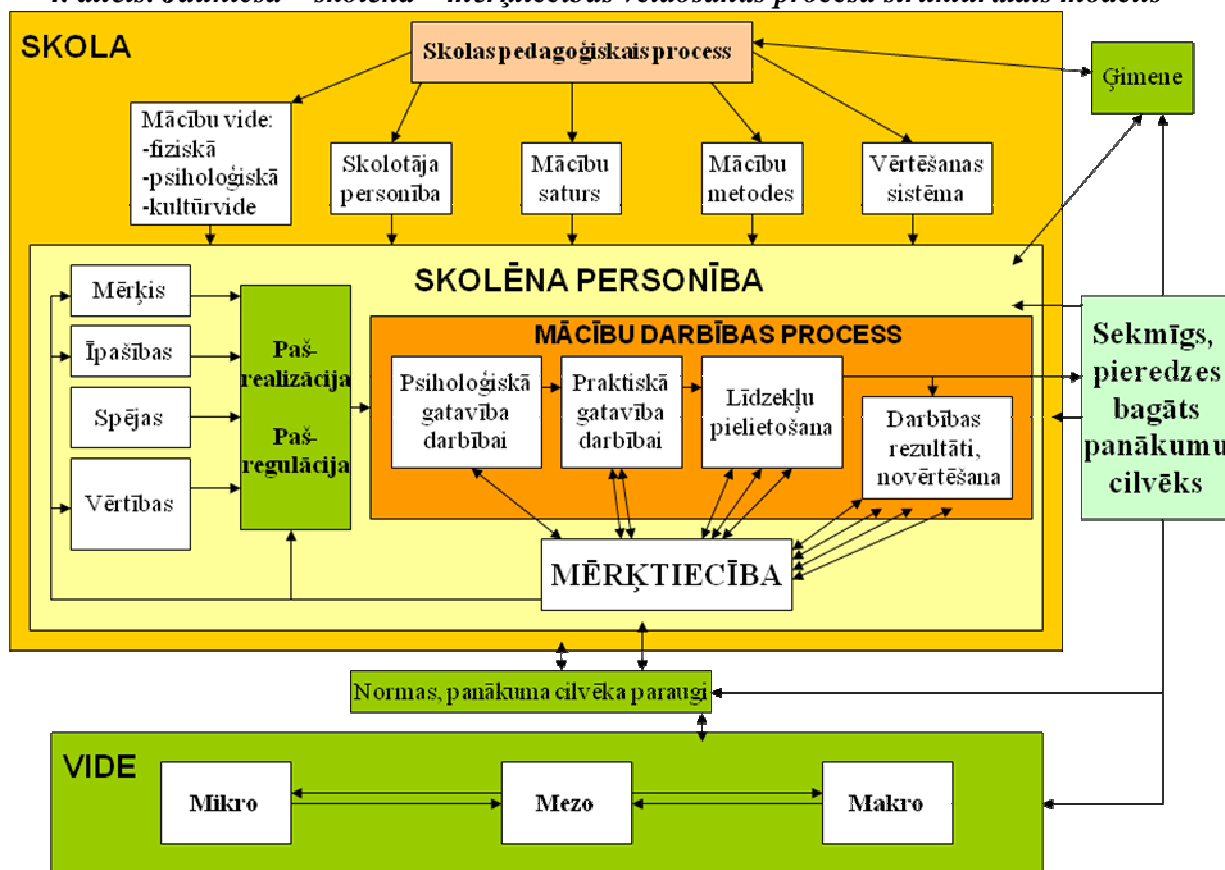 SKOLA
Skolas pedagoģiskais process
Ģimene
Mācību vide:
-fiziskā
-psiholoģiskā
-kultūrvide
Skolotāja
personība
Mācību
saturs
Mācību
metodes
Vērtēšanas
sistēma
SKOLĒNA PERSONĪBA
Mērķis
Īpašības
Spējas
Vērtības
Paš-
realizācija
Paš-
regulācija
MĀCĪBU DARBĪBAS PROCESS
Psiholoģiskā
gatavība
darbībai
Praktiskā
gatavība
darbībai
Līdzekļu
pielietošana
Darbības
rezultāti,
novērtēšana
MĒRĶTIECĪBA
Sekmīgs,
pieredzes
bagāts
panākumu
cilvēks
Normas, panākuma cilvēka paraugi
VIDE
Mikro
Mezo
Makro